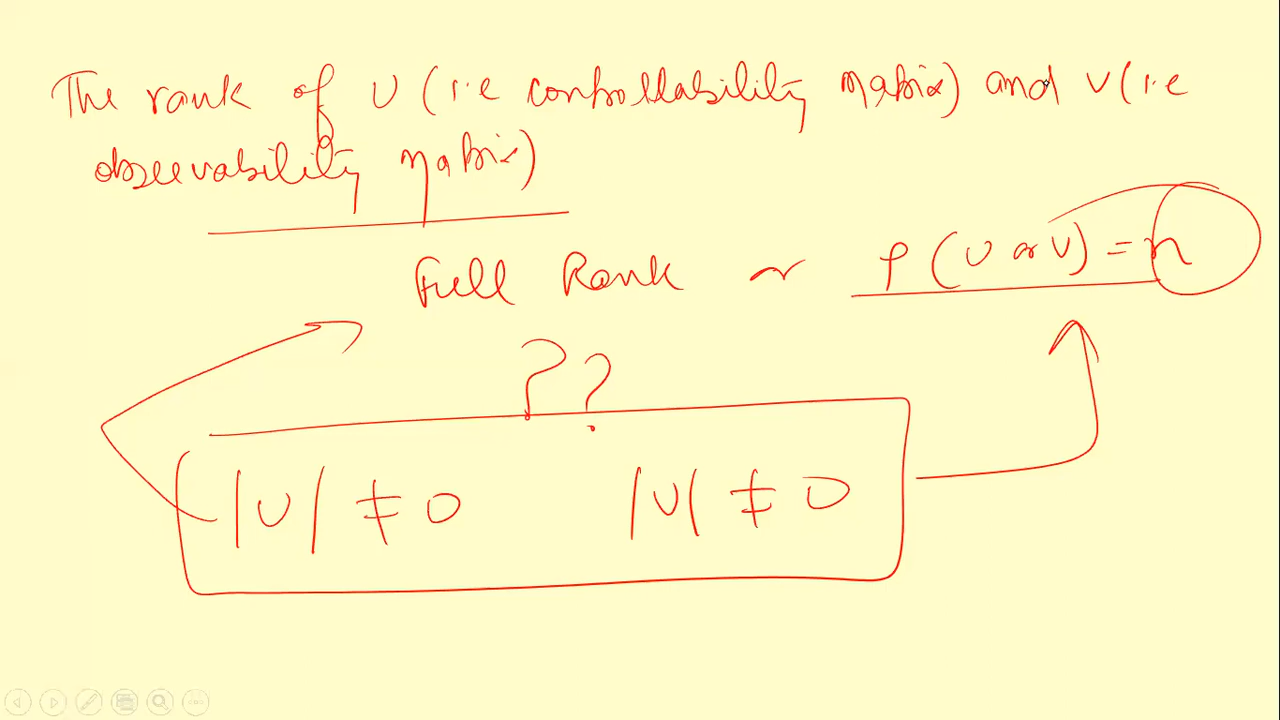 The rank of U (i.e controllability matrix) and V (i.e
observability matrix)
Full Rank or ρ(U or V) = n
??
|U| ≠ 0 |V| ≠ 0